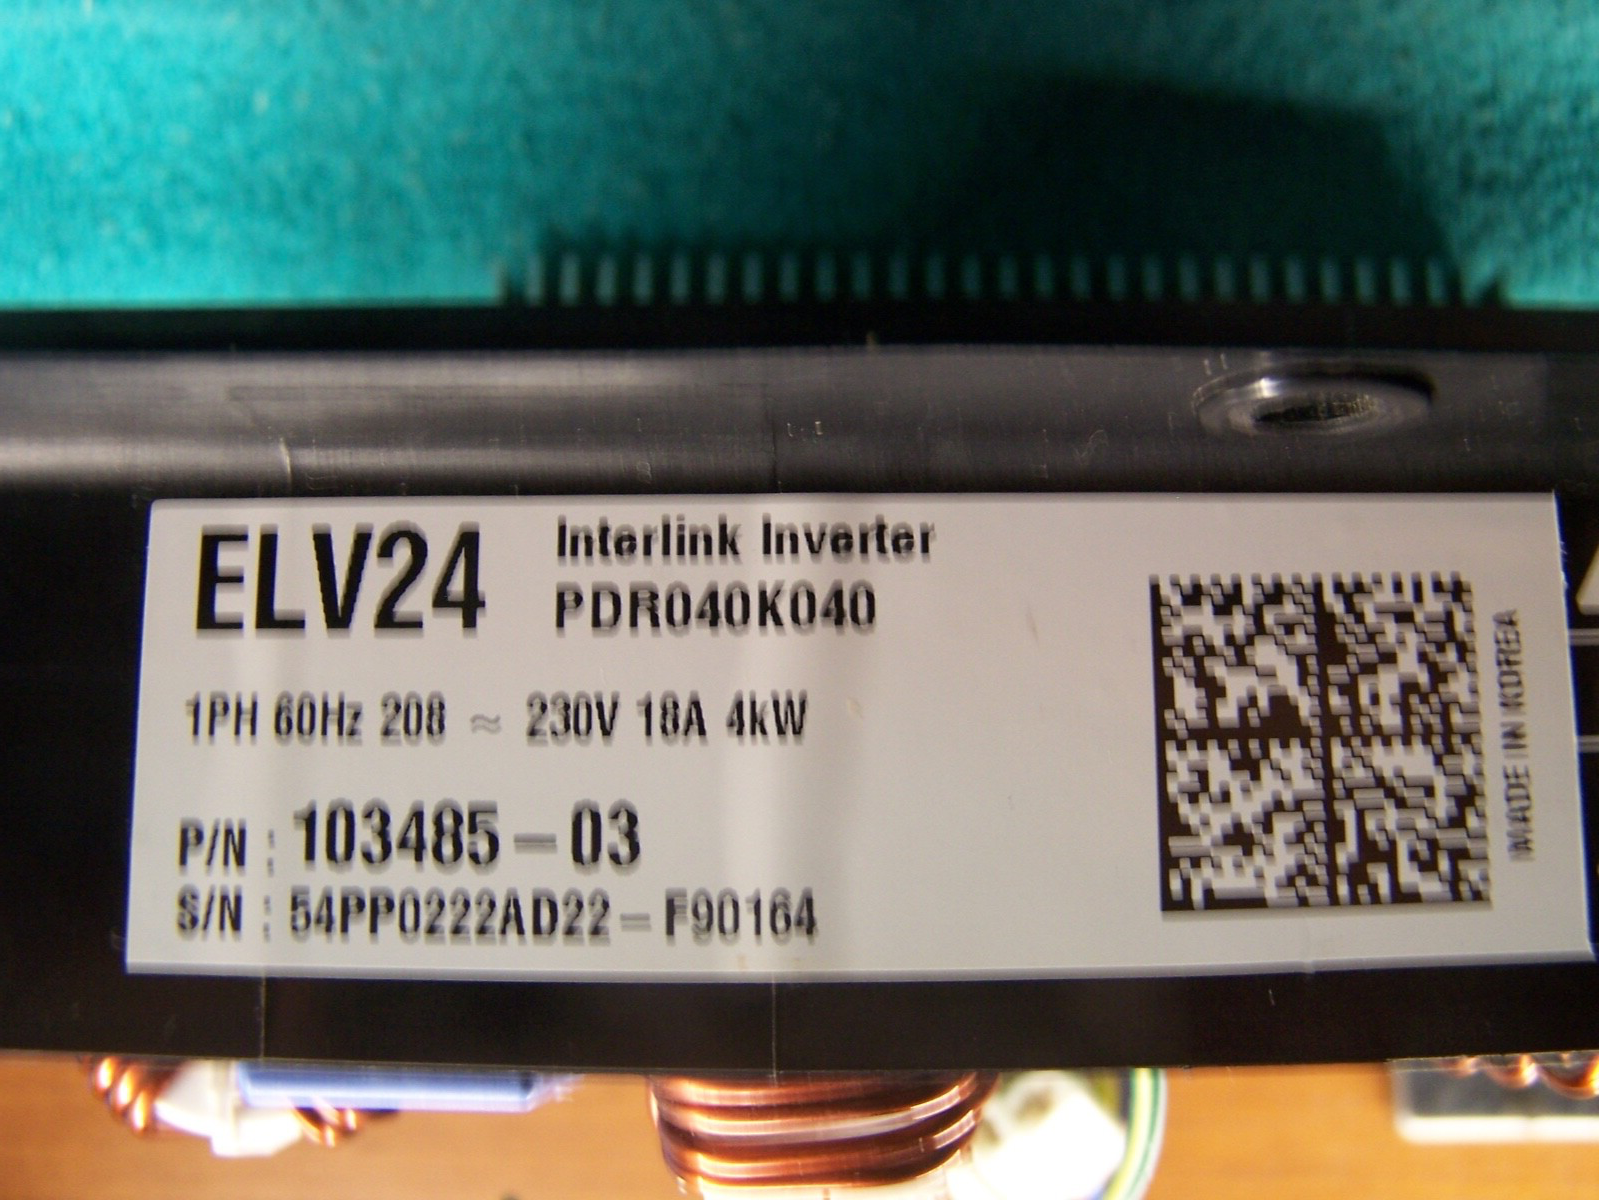 ELV24
Interlink Inverter
PDR040K040
1PH 60Hz 208 ≈ 230V 18A 4kW
P/N : 103485-03
S/N : 54PP0222AD22-F90164
MADE IN KOREA